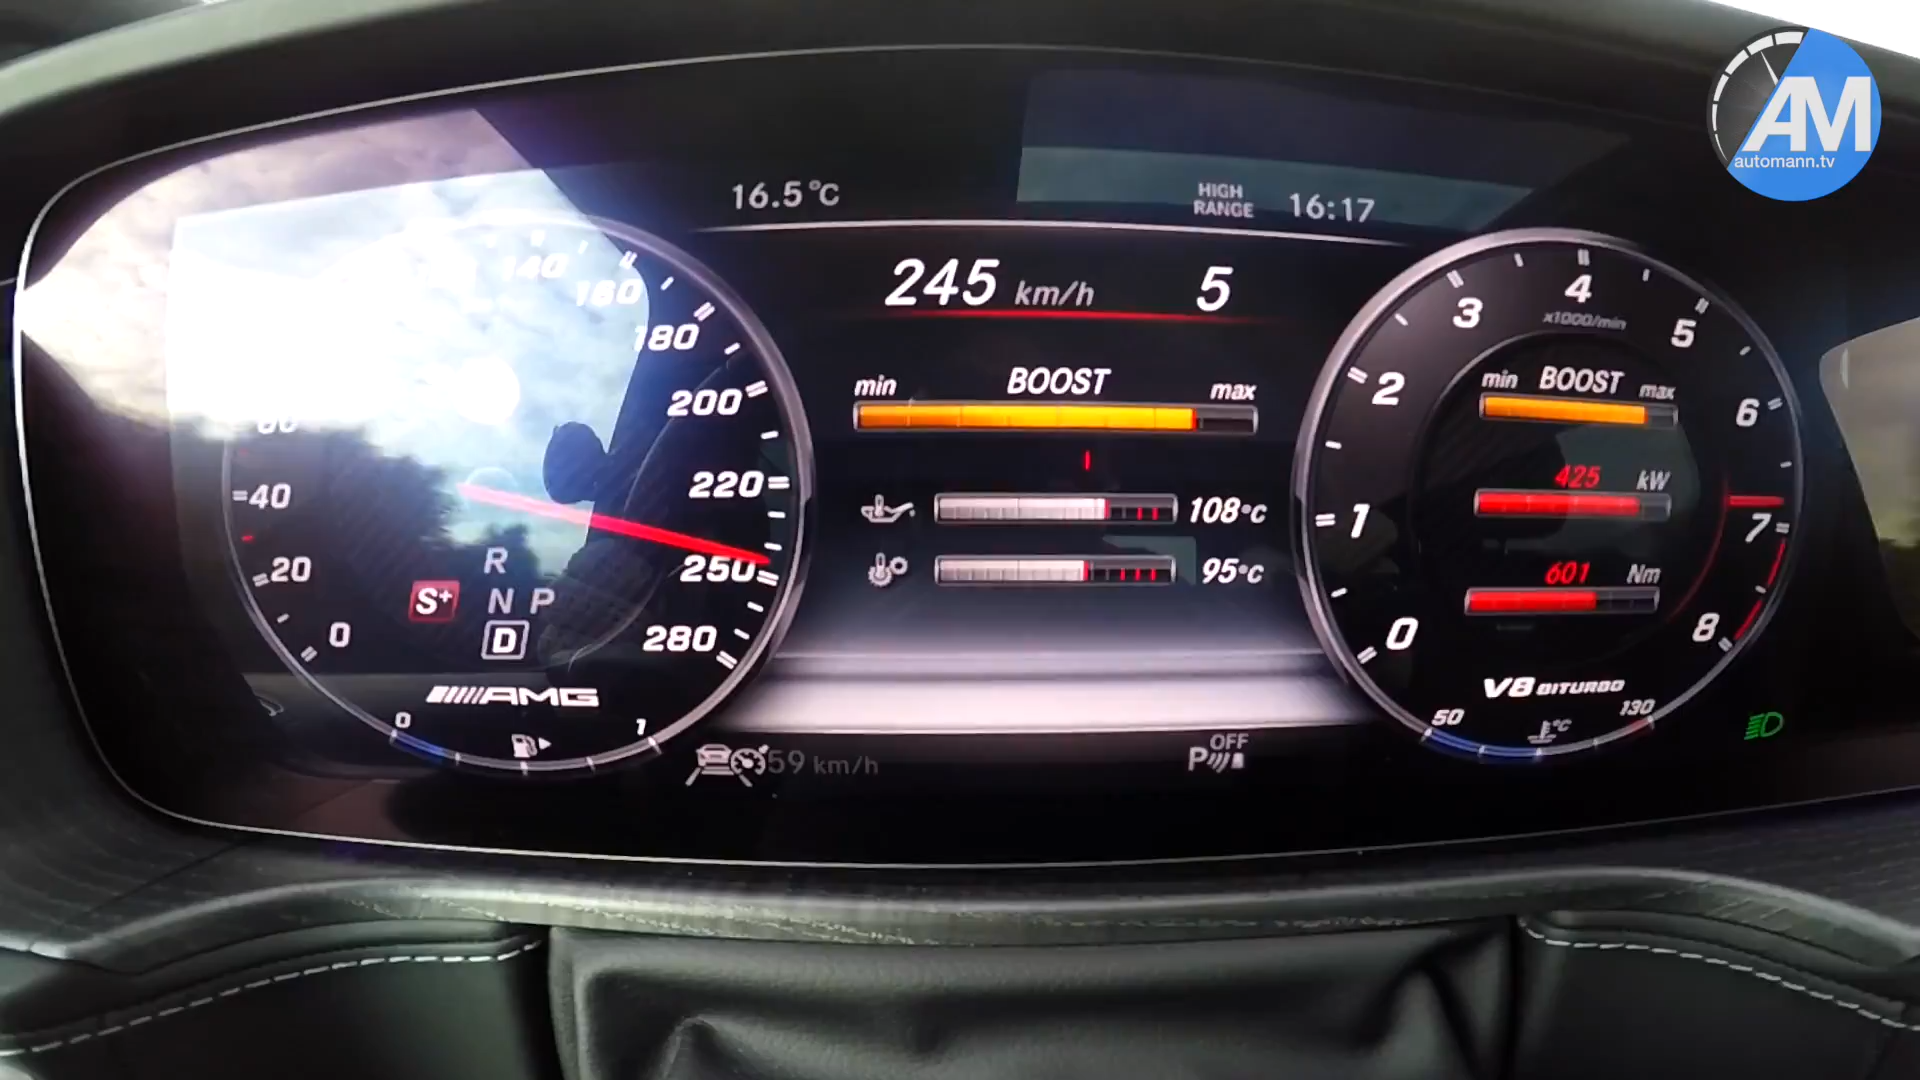 AM
automann.tv
16.5°C
HIGH
RANGE
16:17
245 km/h 5
140
160
180
200
220
250
280
40
20
0
R
S+ N P
D
AMG
0
1
min BOOST max
108°C
95°C
59 km/h
OFF
P
0
1
2
3
4
5
6
7
8
x1000/min
min BOOST max
425 kW
601 Nm
V8 BITURBO
50
°C
130